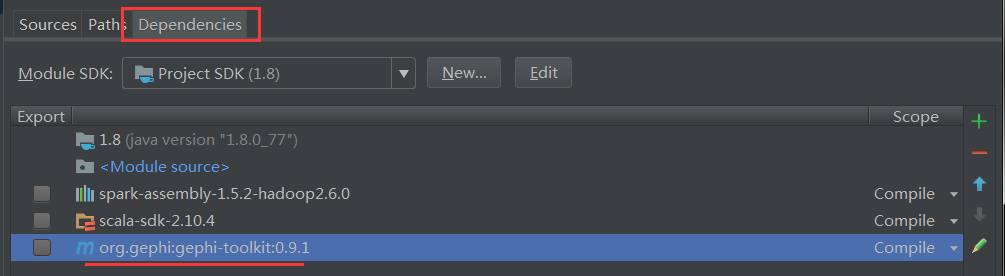 Sources Paths Dependencies
Module SDK: Project SDK (1.8) New... Edit
Export Scope
1.8 (java version "1.8.0_77")
<Module source>
spark-assembly-1.5.2-hadoop2.6.0 Compile
scala-sdk-2.10.4 Compile
m org.gephi:gephi-toolkit:0.9.1 Compile